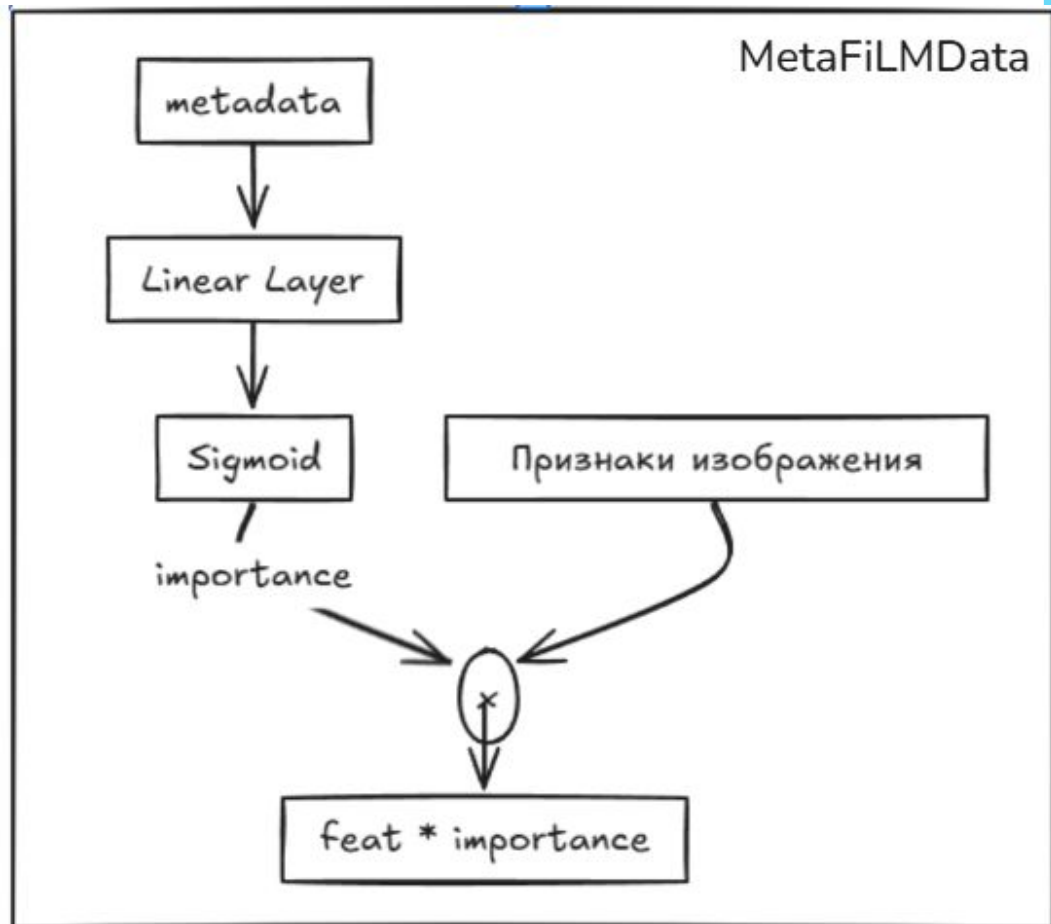 MetaFiLMData
metadata
Linear Layer
Sigmoid
Признаки изображения
importance
x
feat * importance